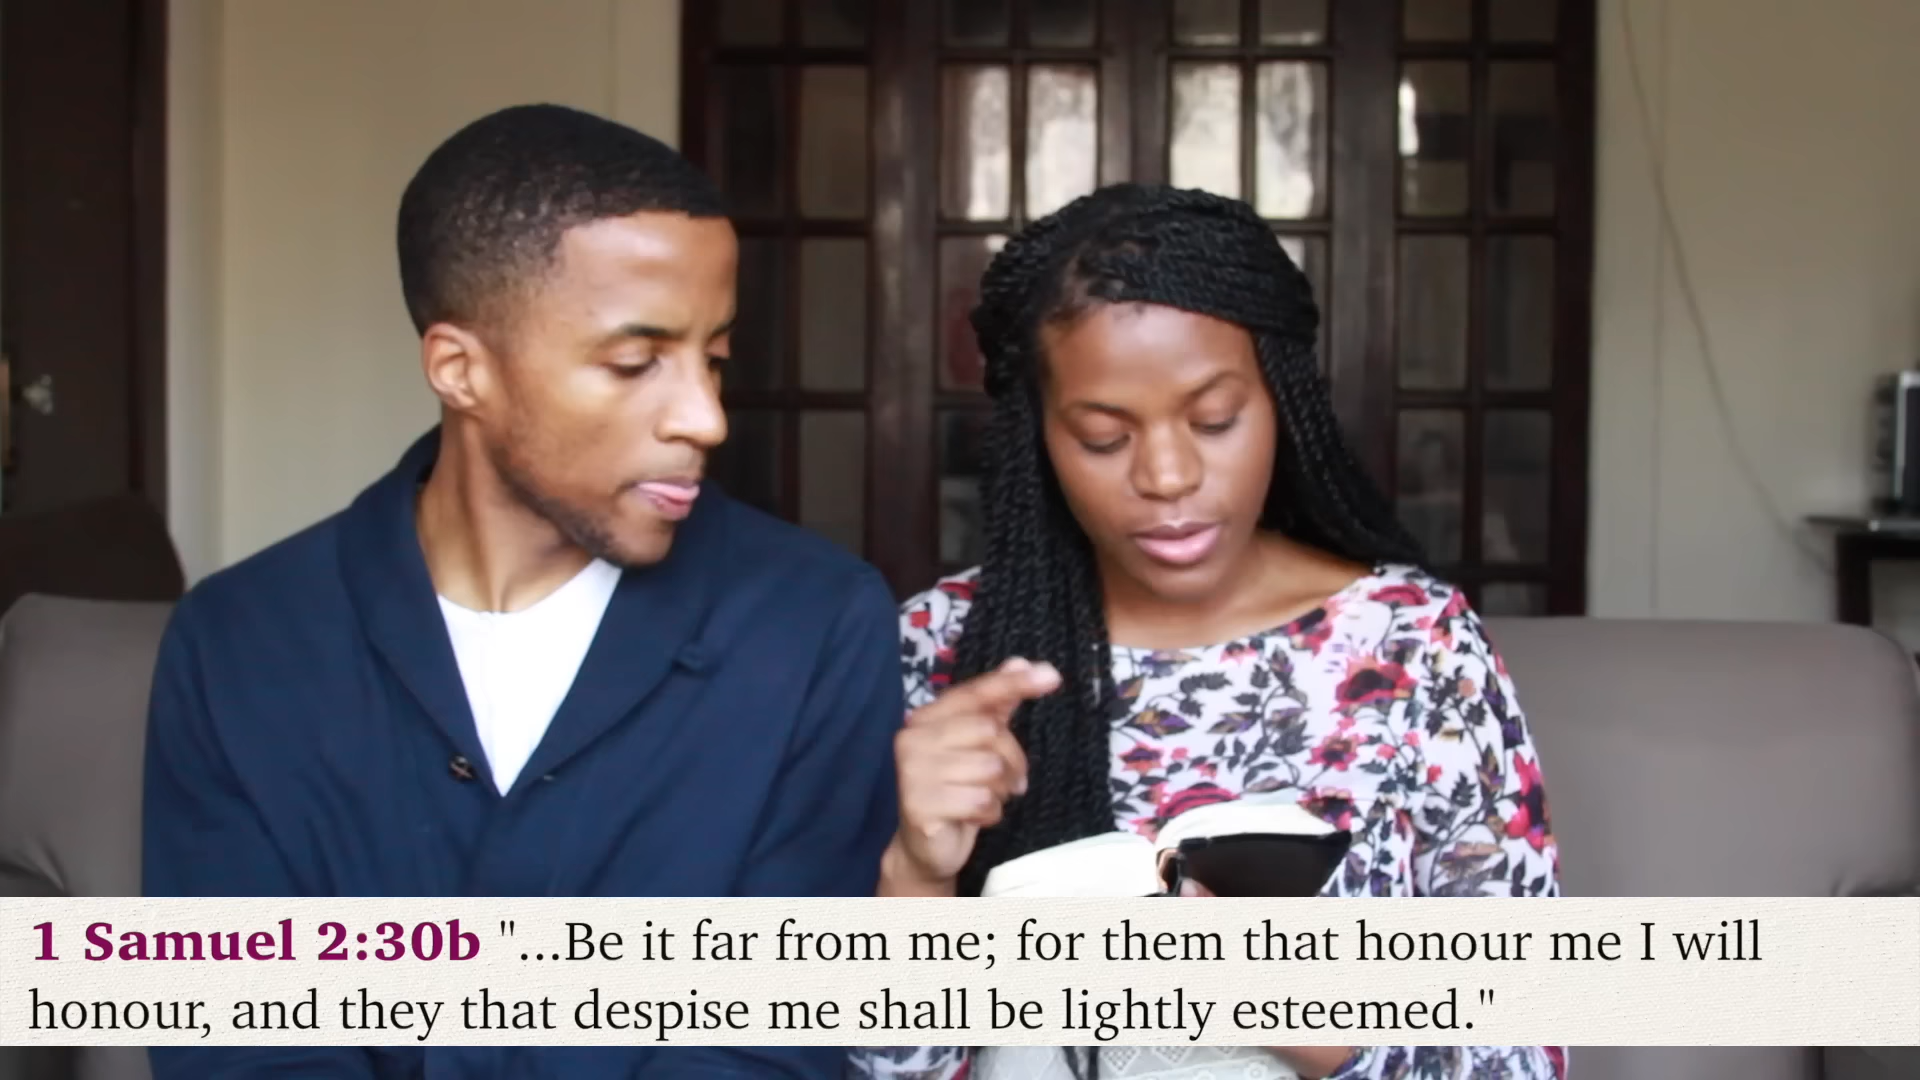 1 Samuel 2:30b "...Be it far from me; for them that honour me I will
honour, and they that despise me shall be lightly esteemed."